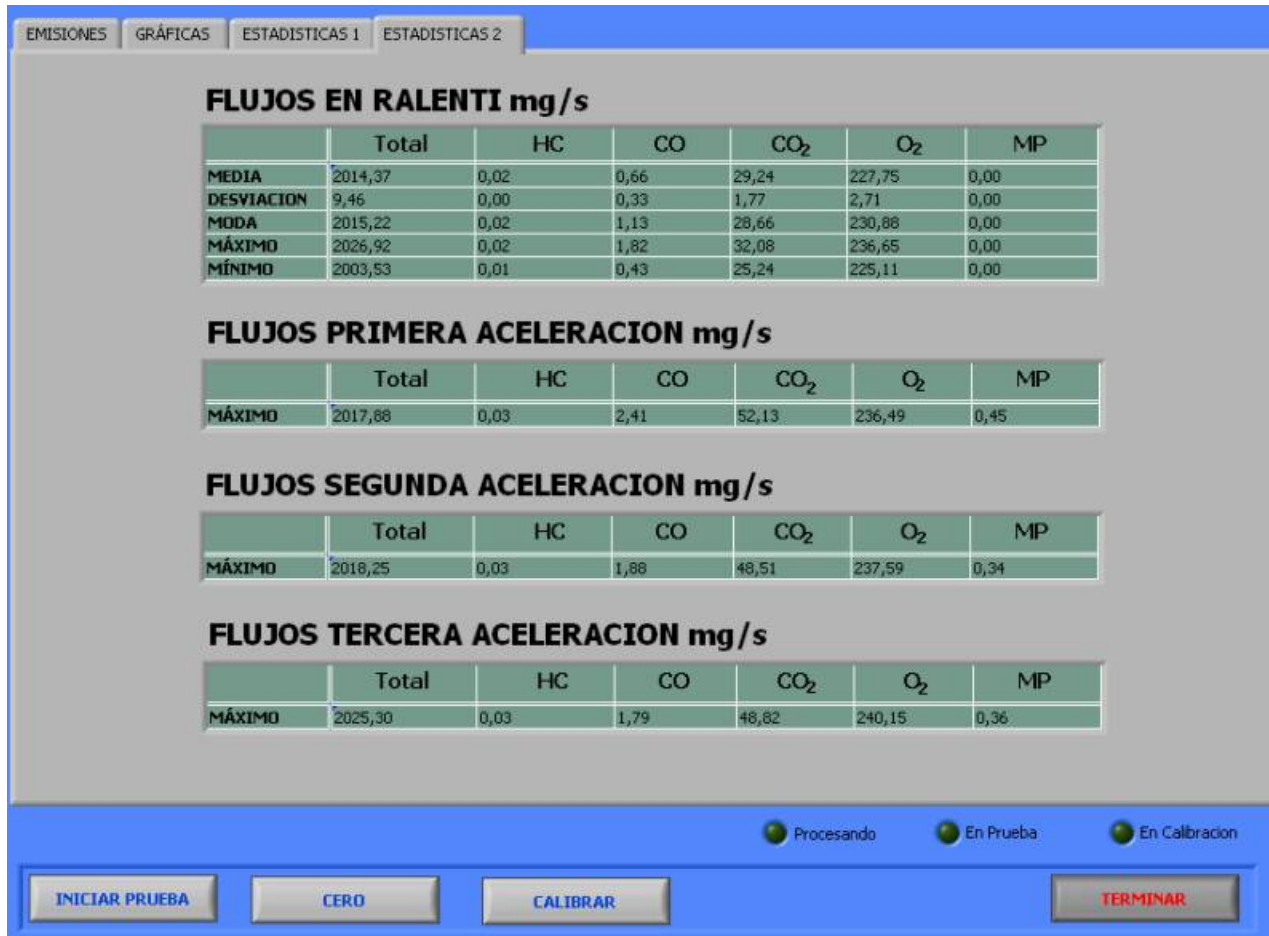 EMISIONES GRÁFICAS ESTADISTICAS 1 ESTADISTICAS 2
FLUJOS EN RALENTI mg/s
Total HC CO CO₂ O₂ MP
MEDIA 2014,37 0,02 0,66 29,24 227,75 0,00
DESVIACION 9,46 0,00 0,33 1,77 2,71 0,00
MODA 2015,22 0,02 1,13 28,66 230,88 0,00
MÁXIMO 2026,92 0,02 1,82 32,08 236,65 0,00
MÍNIMO 2003,53 0,01 0,43 25,24 225,11 0,00
FLUJOS PRIMERA ACELERACION mg/s
Total HC CO CO₂ O₂ MP
MÁXIMO 2017,88 0,03 2,41 52,13 236,49 0,45
FLUJOS SEGUNDA ACELERACION mg/s
Total HC CO CO₂ O₂ MP
MÁXIMO 2018,25 0,03 1,88 48,51 237,59 0,34
FLUJOS TERCERA ACELERACION mg/s
Total HC CO CO₂ O₂ MP
MÁXIMO 2025,30 0,03 1,79 48,82 240,15 0,36
Procesando En Prueba En Calibracion
INICIAR PRUEBA CERO CALIBRAR TERMINAR